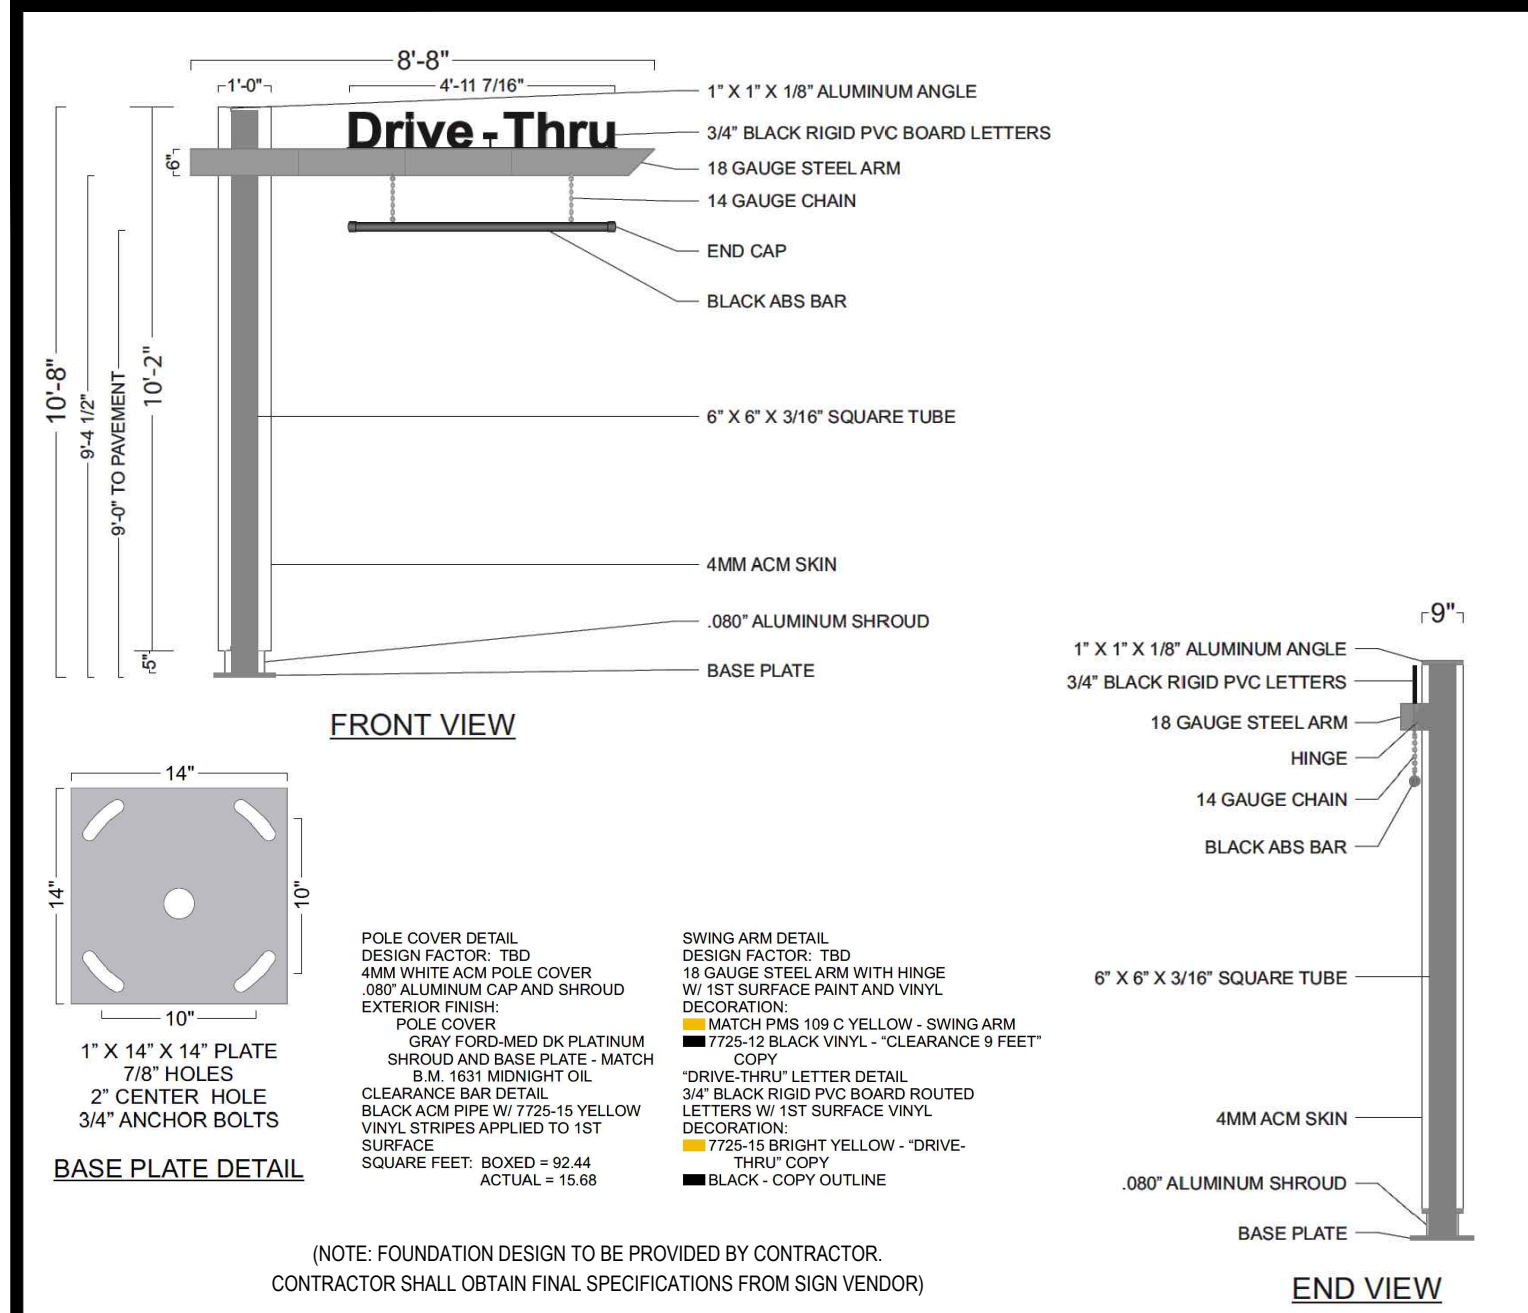 8'-8"
1'-0"
4'-11 7/16"
Drive-Thru
6"
10'-8"
9'-4 1/2"
9'-0" TO PAVEMENT
10'-2"
5"
1” X 1” X 1/8” ALUMINUM ANGLE
3/4” BLACK RIGID PVC BOARD LETTERS
18 GAUGE STEEL ARM
14 GAUGE CHAIN
END CAP
BLACK ABS BAR
6” X 6” X 3/16” SQUARE TUBE
4MM ACM SKIN
.080” ALUMINUM SHROUD
BASE PLATE
FRONT VIEW
14"
14"
10"
10"
1” X 14” X 14” PLATE
7/8” HOLES
2” CENTER HOLE
3/4” ANCHOR BOLTS
BASE PLATE DETAIL
POLE COVER DETAIL
DESIGN FACTOR: TBD
4MM WHITE ACM POLE COVER
.080” ALUMINUM CAP AND SHROUD
EXTERIOR FINISH:
POLE COVER
GRAY FORD-MED DK PLATINUM
SHROUD AND BASE PLATE - MATCH
B.M. 1631 MIDNIGHT OIL
CLEARANCE BAR DETAIL
BLACK ACM PIPE W/ 7725-15 YELLOW
VINYL STRIPES APPLIED TO 1ST
SURFACE
SQUARE FEET: BOXED = 92.44
ACTUAL = 15.68
SWING ARM DETAIL
DESIGN FACTOR: TBD
18 GAUGE STEEL ARM WITH HINGE
W/ 1ST SURFACE PAINT AND VINYL
DECORATION:
MATCH PMS 109 C YELLOW - SWING ARM
7725-12 BLACK VINYL - “CLEARANCE 9 FEET”
COPY
“DRIVE-THRU” LETTER DETAIL
3/4” BLACK RIGID PVC BOARD ROUTED
LETTERS W/ 1ST SURFACE VINYL
DECORATION:
7725-15 BRIGHT YELLOW - “DRIVE-
THRU” COPY
BLACK - COPY OUTLINE
9"
1” X 1” X 1/8” ALUMINUM ANGLE
3/4” BLACK RIGID PVC LETTERS
18 GAUGE STEEL ARM
HINGE
14 GAUGE CHAIN
BLACK ABS BAR
6” X 6” X 3/16” SQUARE TUBE
4MM ACM SKIN
.080” ALUMINUM SHROUD
BASE PLATE
END VIEW
(NOTE: FOUNDATION DESIGN TO BE PROVIDED BY CONTRACTOR.
CONTRACTOR SHALL OBTAIN FINAL SPECIFICATIONS FROM SIGN VENDOR)